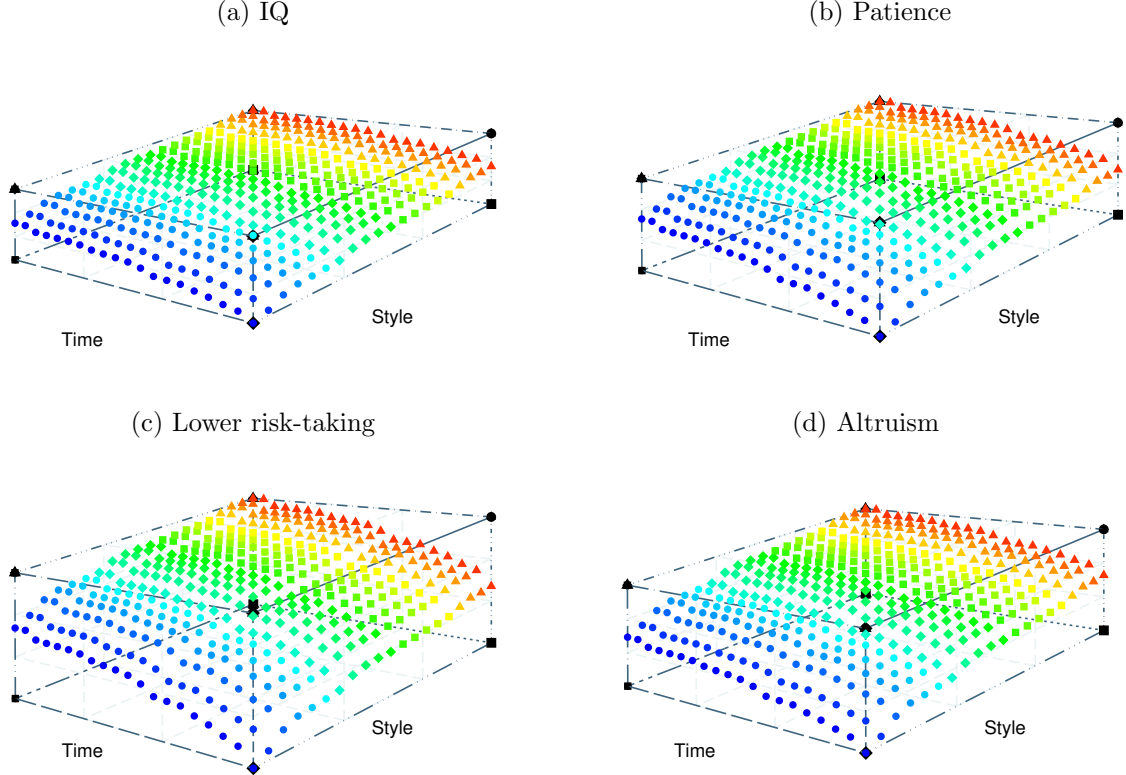 (a) IQ
(b) Patience
Time
Style
Time
Style
(c) Lower risk-taking
(d) Altruism
Time
Style
Time
Style